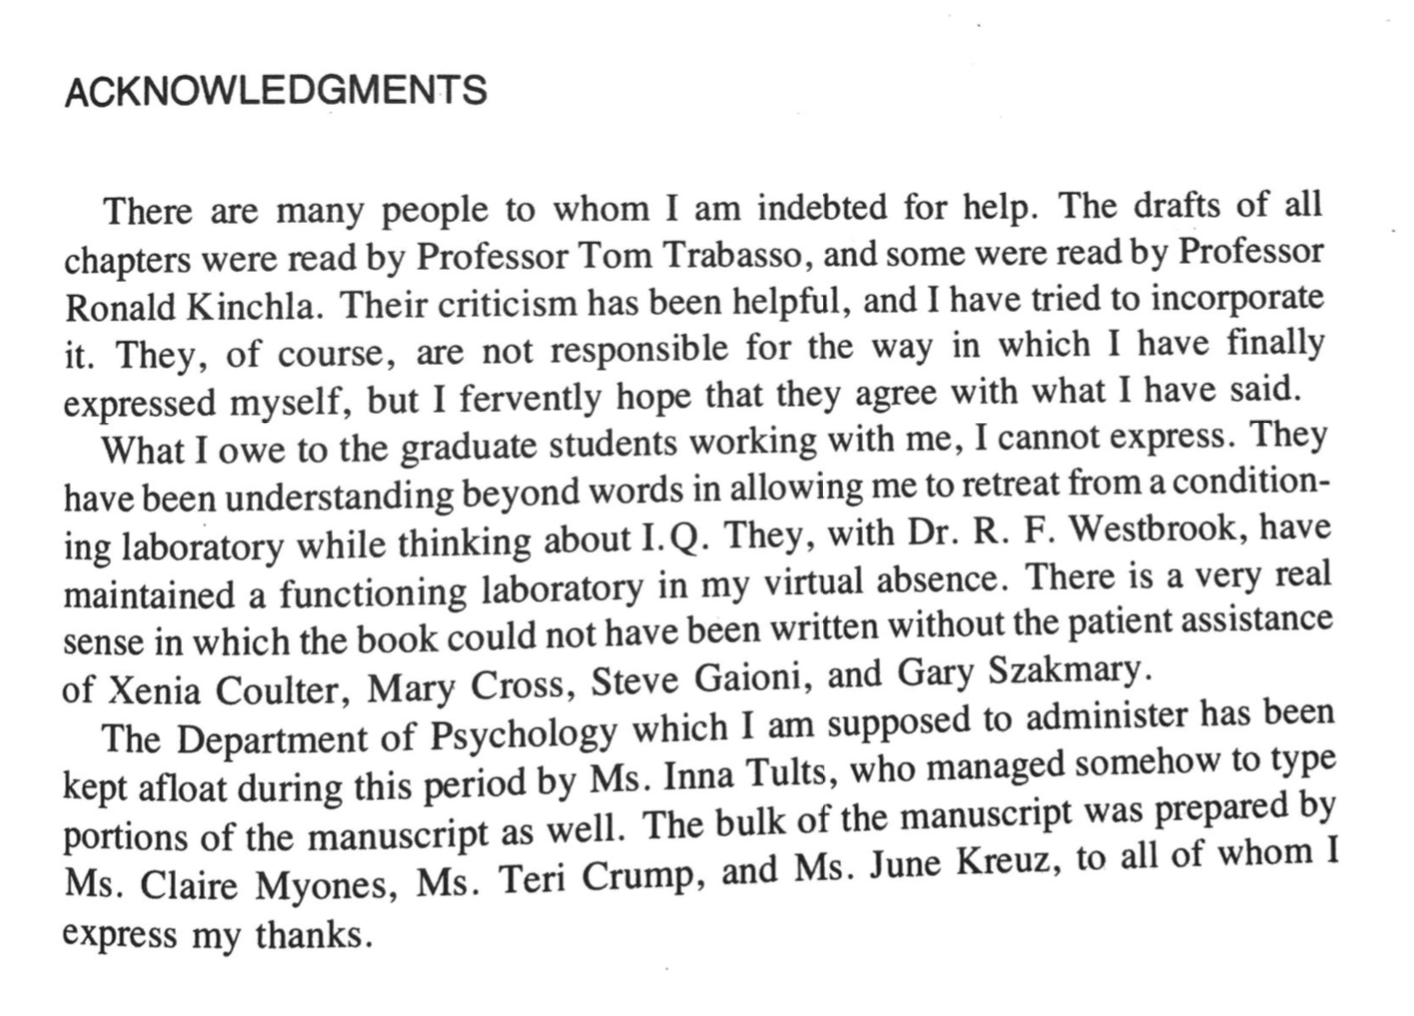 ACKNOWLEDGMENTS
There are many people to whom I am indebted for help. The drafts of all
chapters were read by Professor Tom Trabasso, and some were read by Professor
Ronald Kinchla. Their criticism has been helpful, and I have tried to incorporate
it. They, of course, are not responsible for the way in which I have finally
expressed myself, but I fervently hope that they agree with what I have said.
What I owe to the graduate students working with me, I cannot express. They
have been understanding beyond words in allowing me to retreat from a condition-
ing laboratory while thinking about I.Q. They, with Dr. R. F. Westbrook, have
maintained a functioning laboratory in my virtual absence. There is a very real
sense in which the book could not have been written without the patient assistance
of Xenia Coulter, Mary Cross, Steve Gaioni, and Gary Szakmary.
The Department of Psychology which I am supposed to administer has been
kept afloat during this period by Ms. Inna Tults, who managed somehow to type
portions of the manuscript as well. The bulk of the manuscript was prepared by
Ms. Claire Myones, Ms. Teri Crump, and Ms. June Kreuz, to all of whom I
express my thanks.